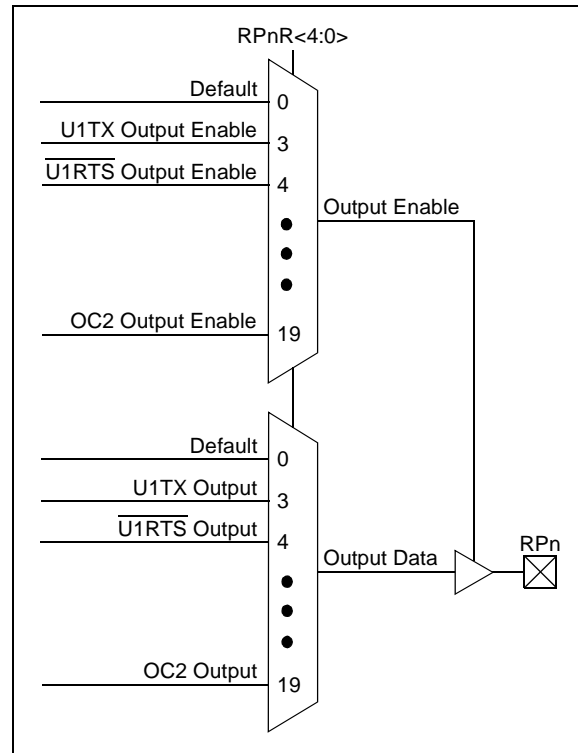 RPnR<4:0>
Default
0
U1TX Output Enable
3
U1RTS Output Enable
4
Output Enable
OC2 Output Enable
19
Default
0
U1TX Output
3
U1RTS Output
4
Output Data
RPn
OC2 Output
19